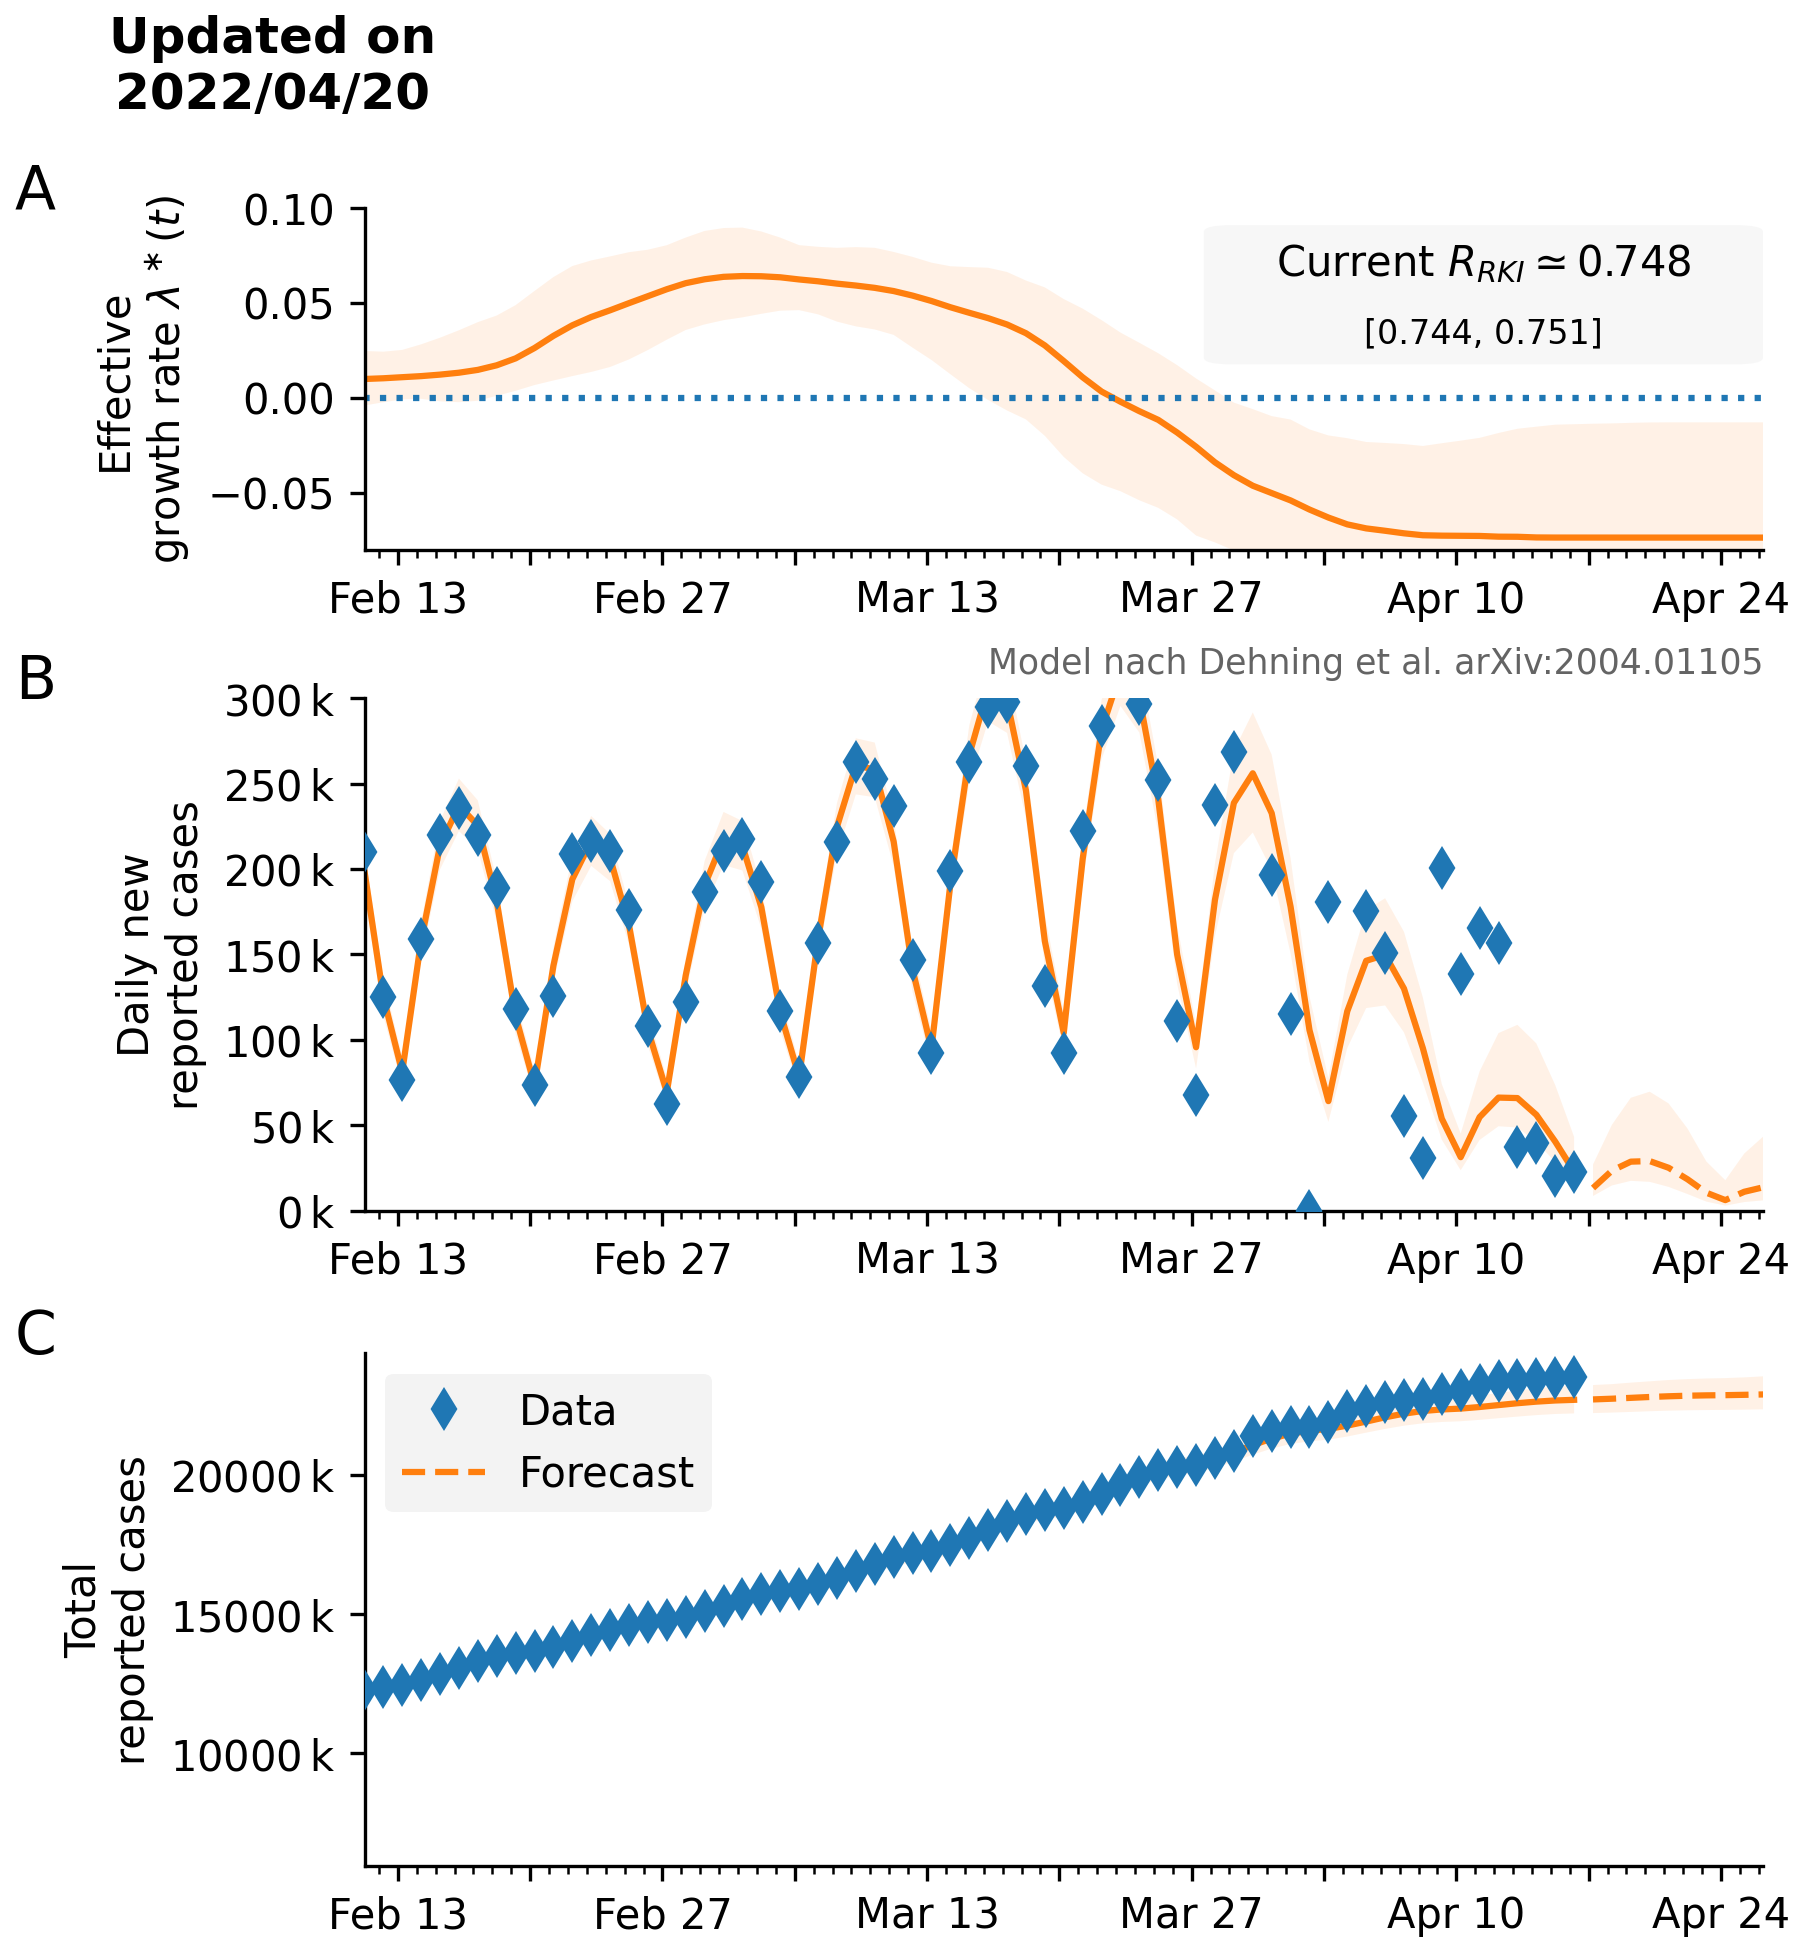 Updated on
2022/04/20
A
Effective
growth rate λ * (t)
0.10
0.05
0.00
−0.05
Current R_RKI ≃ 0.748
[0.744, 0.751]
Feb 13
Feb 27
Mar 13
Mar 27
Apr 10
Apr 24
B
Model nach Dehning et al. arXiv:2004.01105
Daily new
reported cases
300 k
250 k
200 k
150 k
100 k
50 k
0 k
Feb 13
Feb 27
Mar 13
Mar 27
Apr 10
Apr 24
C
Total
reported cases
20000 k
15000 k
10000 k
Data
Forecast
Feb 13
Feb 27
Mar 13
Mar 27
Apr 10
Apr 24